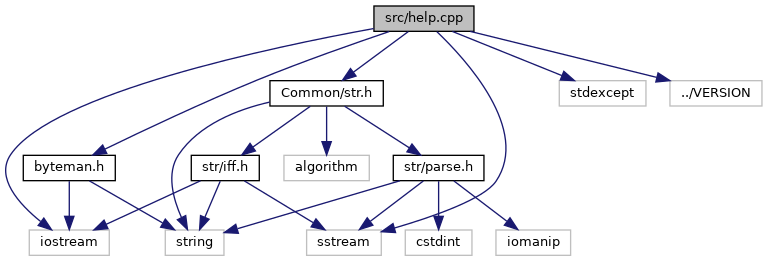 src/help.cpp
Common/str.h
stdexcept
../VERSION
byteman.h
str/iff.h
algorithm
str/parse.h
iostream
string
sstream
cstdint
iomanip